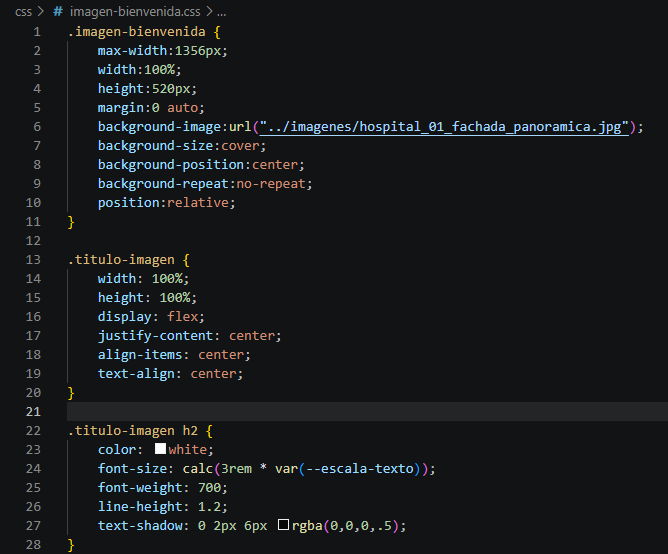 css > # imagen-bienvenida.css > ...
1 .imagen-bienvenida {
2 max-width:1356px;
3 width:100%;
4 height:520px;
5 margin:0 auto;
6 background-image:url("../imagenes/hospital_01_fachada_panoramica.jpg");
7 background-size:cover;
8 background-position:center;
9 background-repeat:no-repeat;
10 position:relative;
11 }
12
13 .titulo-imagen {
14 width: 100%;
15 height: 100%;
16 display: flex;
17 justify-content: center;
18 align-items: center;
19 text-align: center;
20 }
21
22 .titulo-imagen h2 {
23 color: white;
24 font-size: calc(3rem * var(--escala-texto));
25 font-weight: 700;
26 line-height: 1.2;
27 text-shadow: 0 2px 6px rgba(0,0,0,.5);
28 }